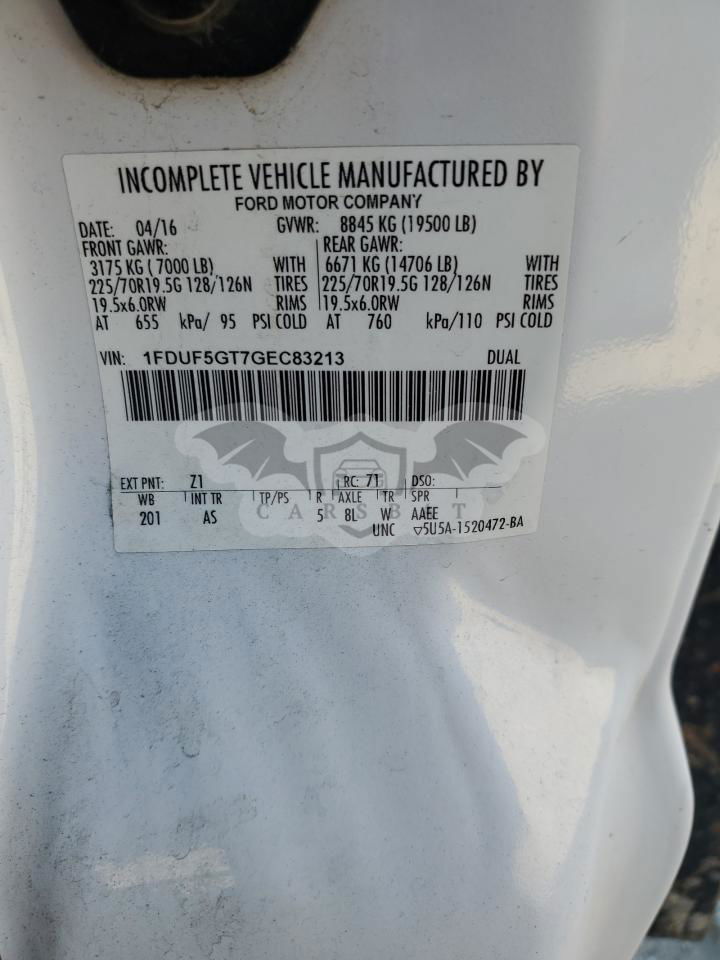 INCOMPLETE VEHICLE MANUFACTURED BY
FORD MOTOR COMPANY
DATE: 04/16 GVWR: 8845 KG (19500 LB)
FRONT GAWR: REAR GAWR:
3175 KG ( 7000 LB) WITH 6671 KG (14706 LB) WITH
225/70R19.5G 128/126N TIRES 225/70R19.5G 128/126N TIRES
19.5x6.0RW RIMS 19.5x6.0RW RIMS
AT 655 kPa/ 95 PSI COLD AT 760 kPa/110 PSI COLD
VIN: 1FDUF5GT7GEC83213 DUAL
EXT PNT: Z1 RC: 71 DSO:
WB INT TR TP/PS R AXLE TR SPR
201 AS 5 8L W AAEE
UNC ▽5U5A-1520472-BA
CARSBAT